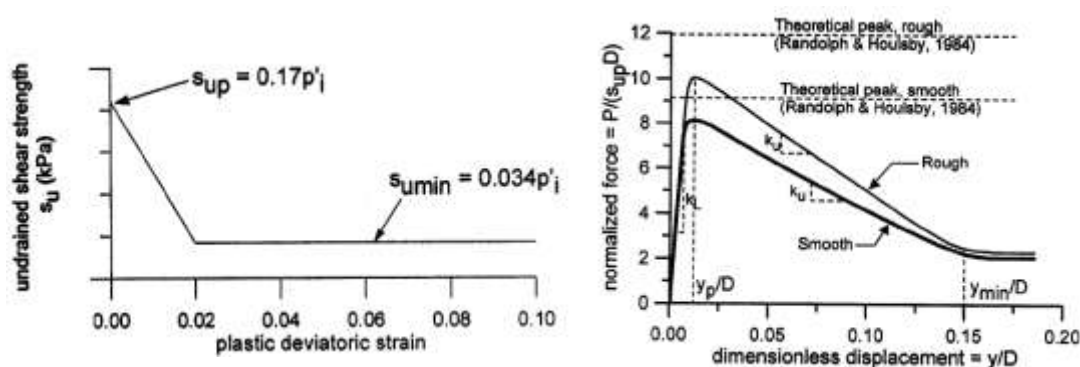 s_up = 0.17p'_i
s_umin = 0.034p'_i
undrained shear strength
s_u (kPa)
0.00 0.02 0.04 0.06 0.08 0.10
plastic deviatoric strain
Theoretical peak, rough
(Randolph & Houlsby, 1984)
Theoretical peak, smooth
(Randolph & Houlsby, 1984)
normalized force = P/(s_upD)
12
10
8
6
4
2
0
k_u
k_u
k_L
Rough
Smooth
y_p/D
y_min/D
0.00 0.05 0.10 0.15 0.20
dimensionless displacement = y/D